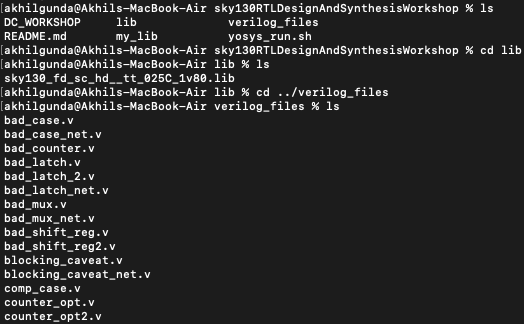 [akhilgunda@Akhils-MacBook-Air sky130RTLDesignAndSynthesisWorkshop % ls
DC_WORKSHOP lib verilog_files
README.md my_lib yosys_run.sh
[akhilgunda@Akhils-MacBook-Air sky130RTLDesignAndSynthesisWorkshop % cd lib
[akhilgunda@Akhils-MacBook-Air lib % ls
sky130_fd_sc_hd__tt_025C_1v80.lib
[akhilgunda@Akhils-MacBook-Air lib % cd ../verilog_files
[akhilgunda@Akhils-MacBook-Air verilog_files % ls
bad_case.v
bad_case_net.v
bad_counter.v
bad_latch.v
bad_latch_2.v
bad_latch_net.v
bad_mux.v
bad_mux_net.v
bad_shift_reg.v
bad_shift_reg2.v
blocking_caveat.v
blocking_caveat_net.v
comp_case.v
counter_opt.v
counter_opt2.v